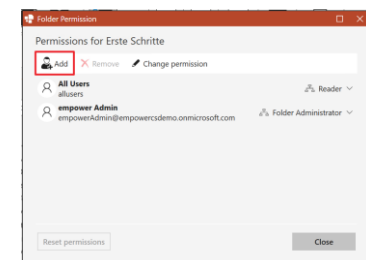 Folder Permission
Permissions for Erste Schritte
Add Remove Change permission
All Users
allusers
Reader
empower Admin
empowerAdmin@empowercsdemo.onmicrosoft.com
Folder Administrator
Reset permissions Close